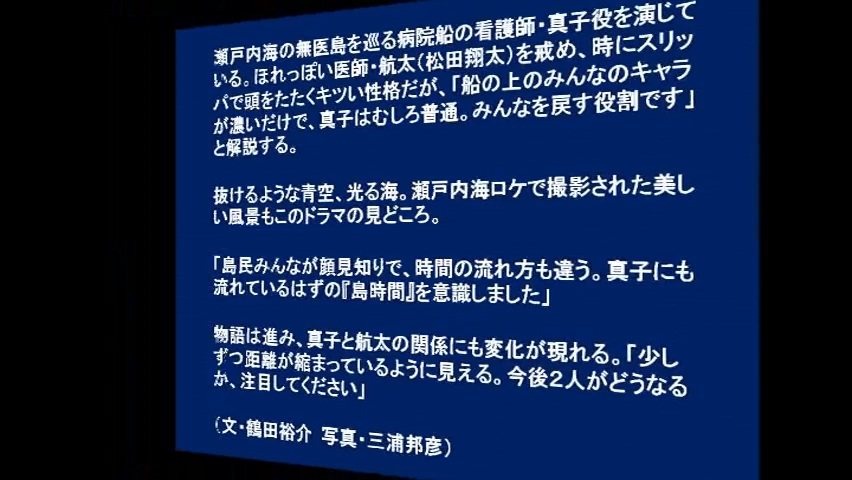 瀬戸内海の無医島を巡る病院船の看護師・真子役を演じて
いる。ほれっぽい医師・航太(松田翔太)を戒め、時にスリッ
パで頭をたたくキツい性格だが、「船の上のみんなのキャラ
が濃いだけで、真子はむしろ普通。みんなを戻す役割です」
と解説する。
抜けるような青空、光る海。瀬戸内海ロケで撮影された美し
い風景もこのドラマの見どころ。
「島民みんなが顔見知りで、時間の流れ方も違う。真子にも
流れているはずの『島時間』を意識しました」
物語は進み、真子と航太の関係にも変化が現れる。「少し
ずつ距離が縮まっているように見える。今後2人がどうなる
か、注目してください」
(文・鶴田裕介 写真・三浦邦彦)